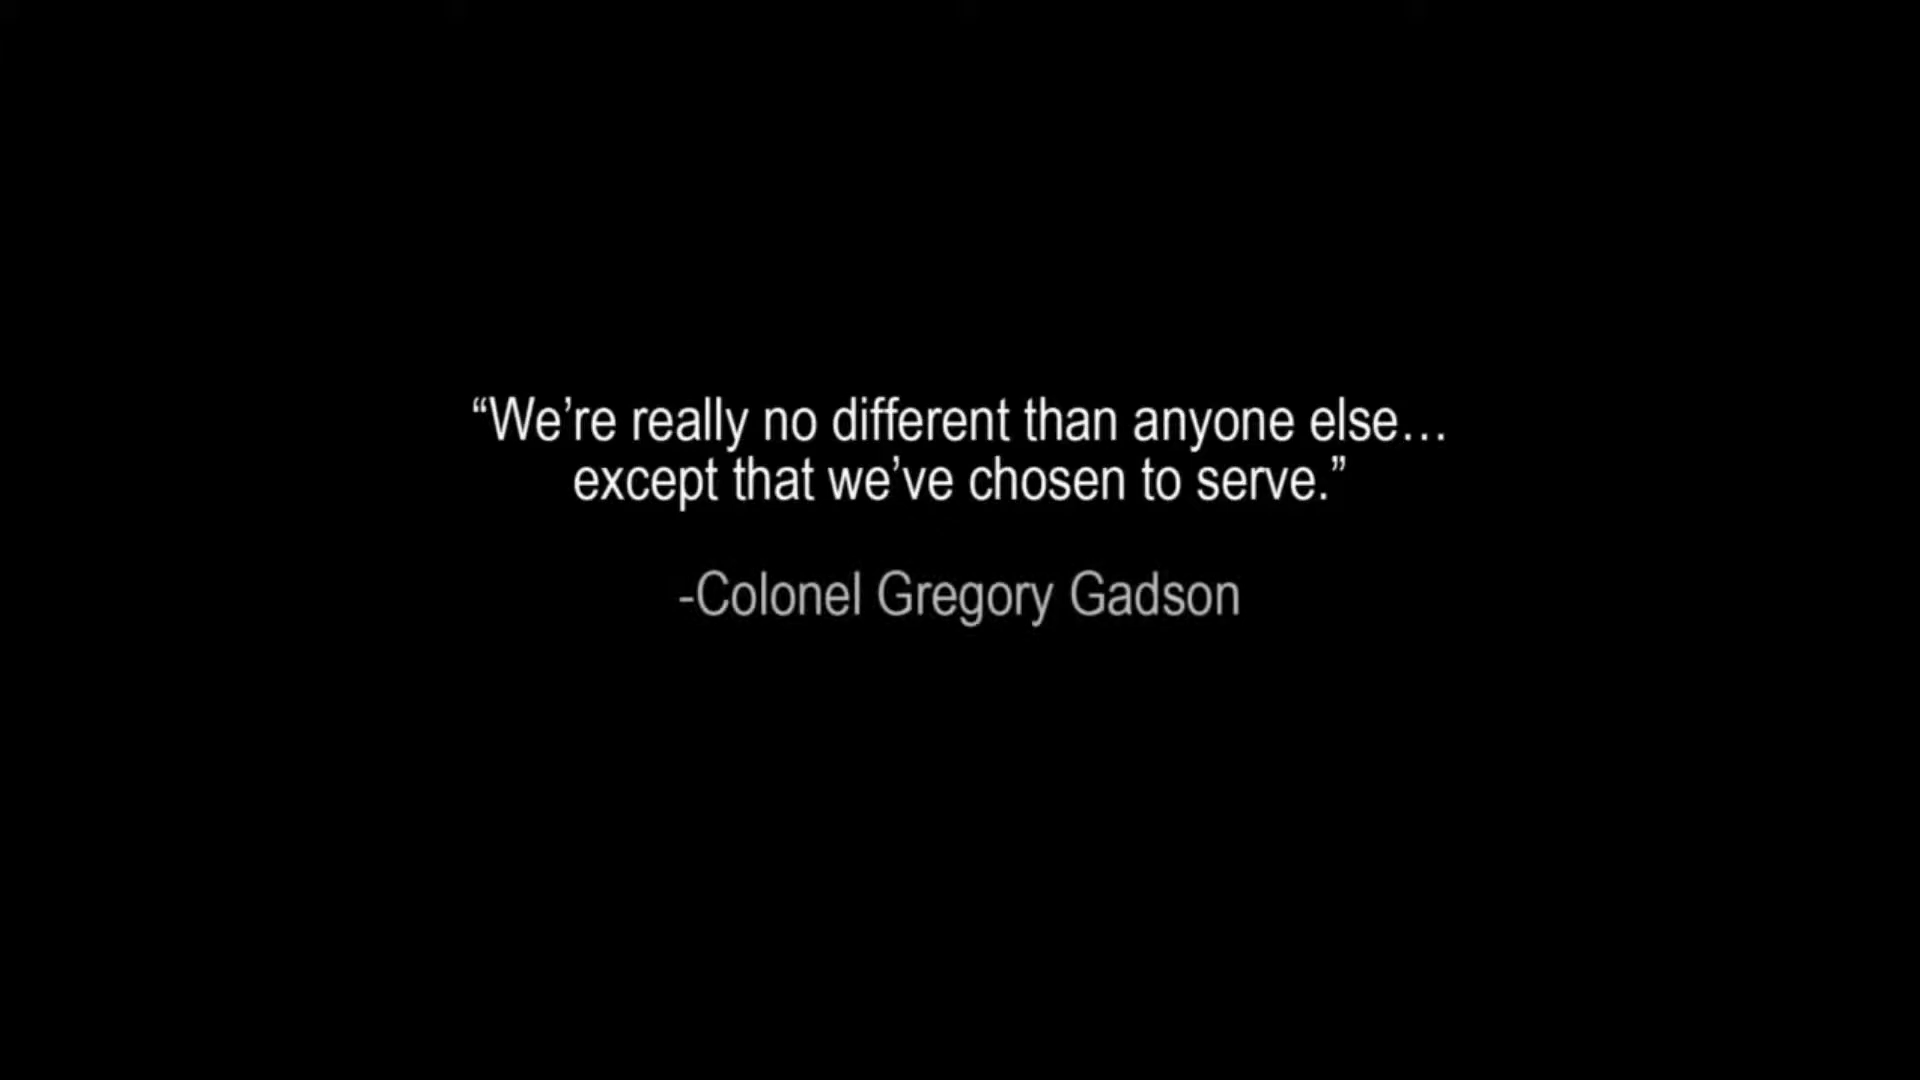 “We’re really no different than anyone else…
except that we’ve chosen to serve.”
-Colonel Gregory Gadson